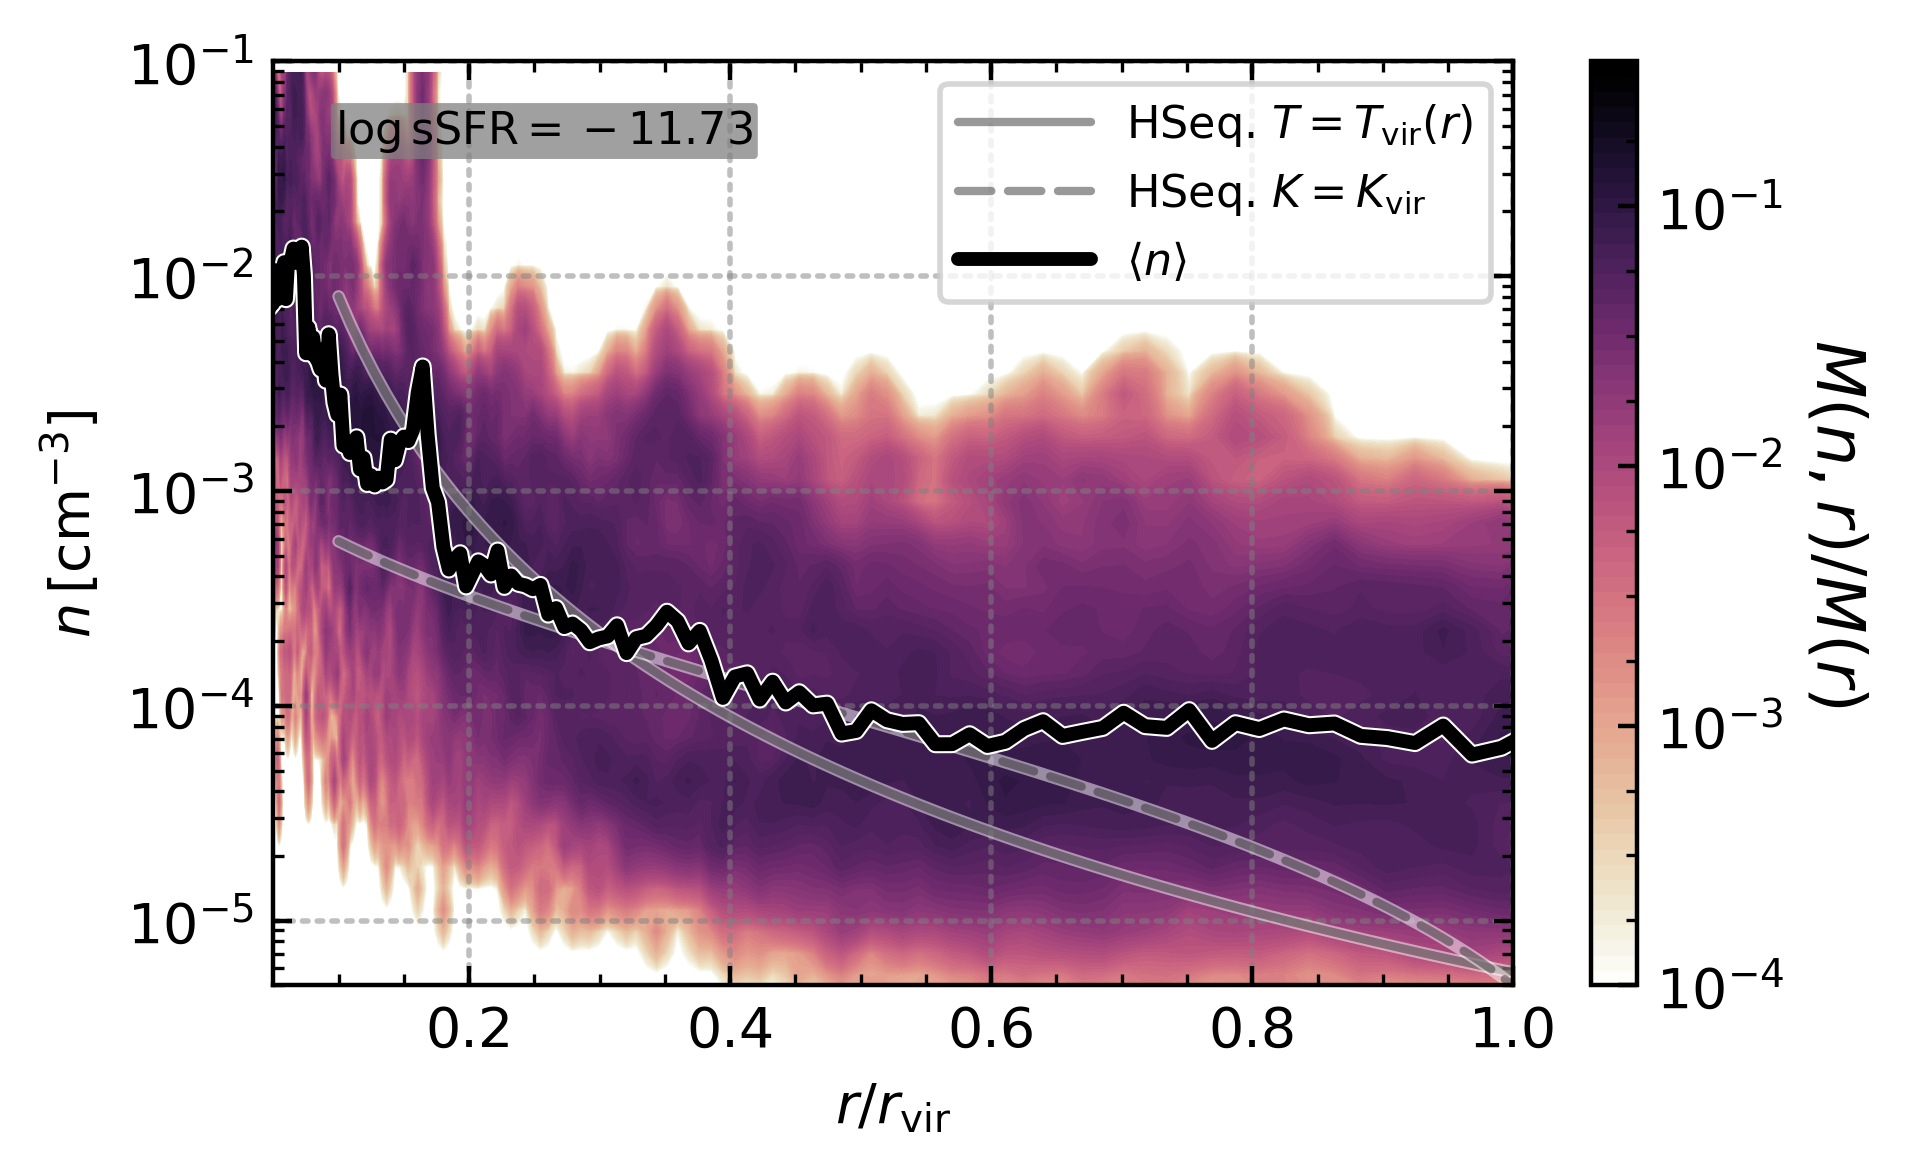 10⁻¹
10⁻²
10⁻³
10⁻⁴
10⁻⁵
n [cm⁻³]
log sSFR = −11.73
HSeq. T = T_vir(r)
HSeq. K = K_vir
⟨n⟩
0.2 0.4 0.6 0.8 1.0
r/r_vir
10⁻¹
10⁻²
10⁻³
10⁻⁴
M(n, r)/M(r)